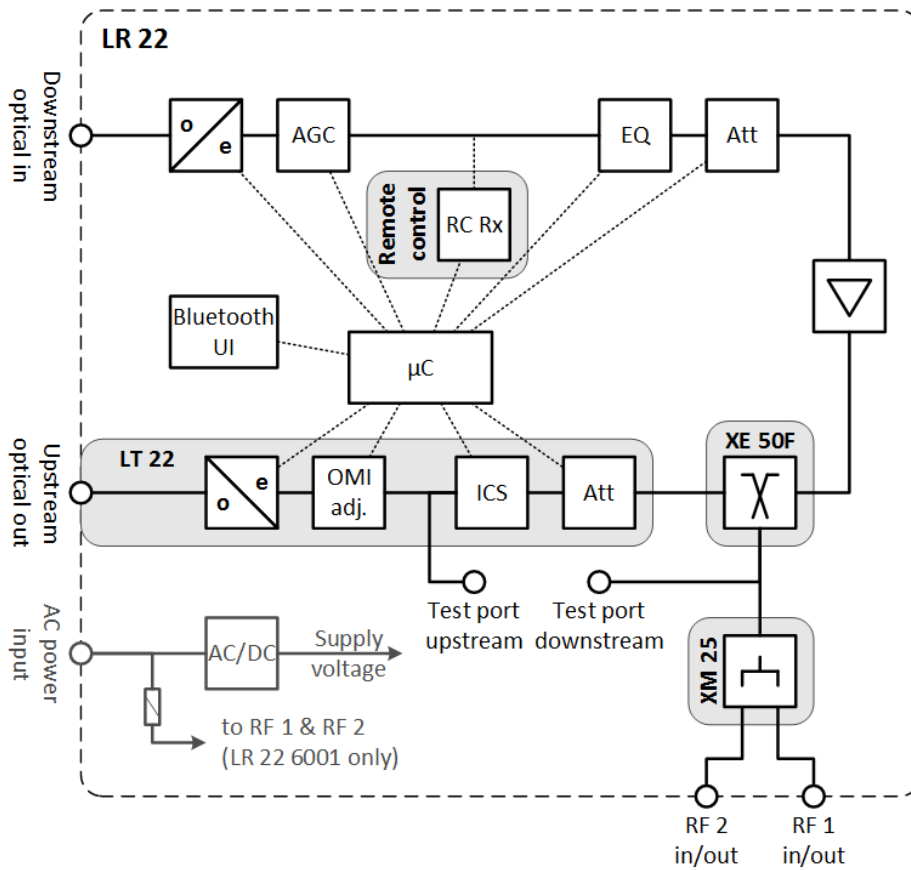 LR 22
Downstream
optical in
o
e
AGC
EQ
Att
Remote
control
RC Rx
Bluetooth
UI
µC
Upstream
optical out
LT 22
e
o
OMI
adj.
ICS
Att
XE 50F
Test port
upstream
Test port
downstream
AC power
input
AC/DC
Supply
voltage
to RF 1 & RF 2
(LR 22 6001 only)
XM 25
RF 2
in/out
RF 1
in/out